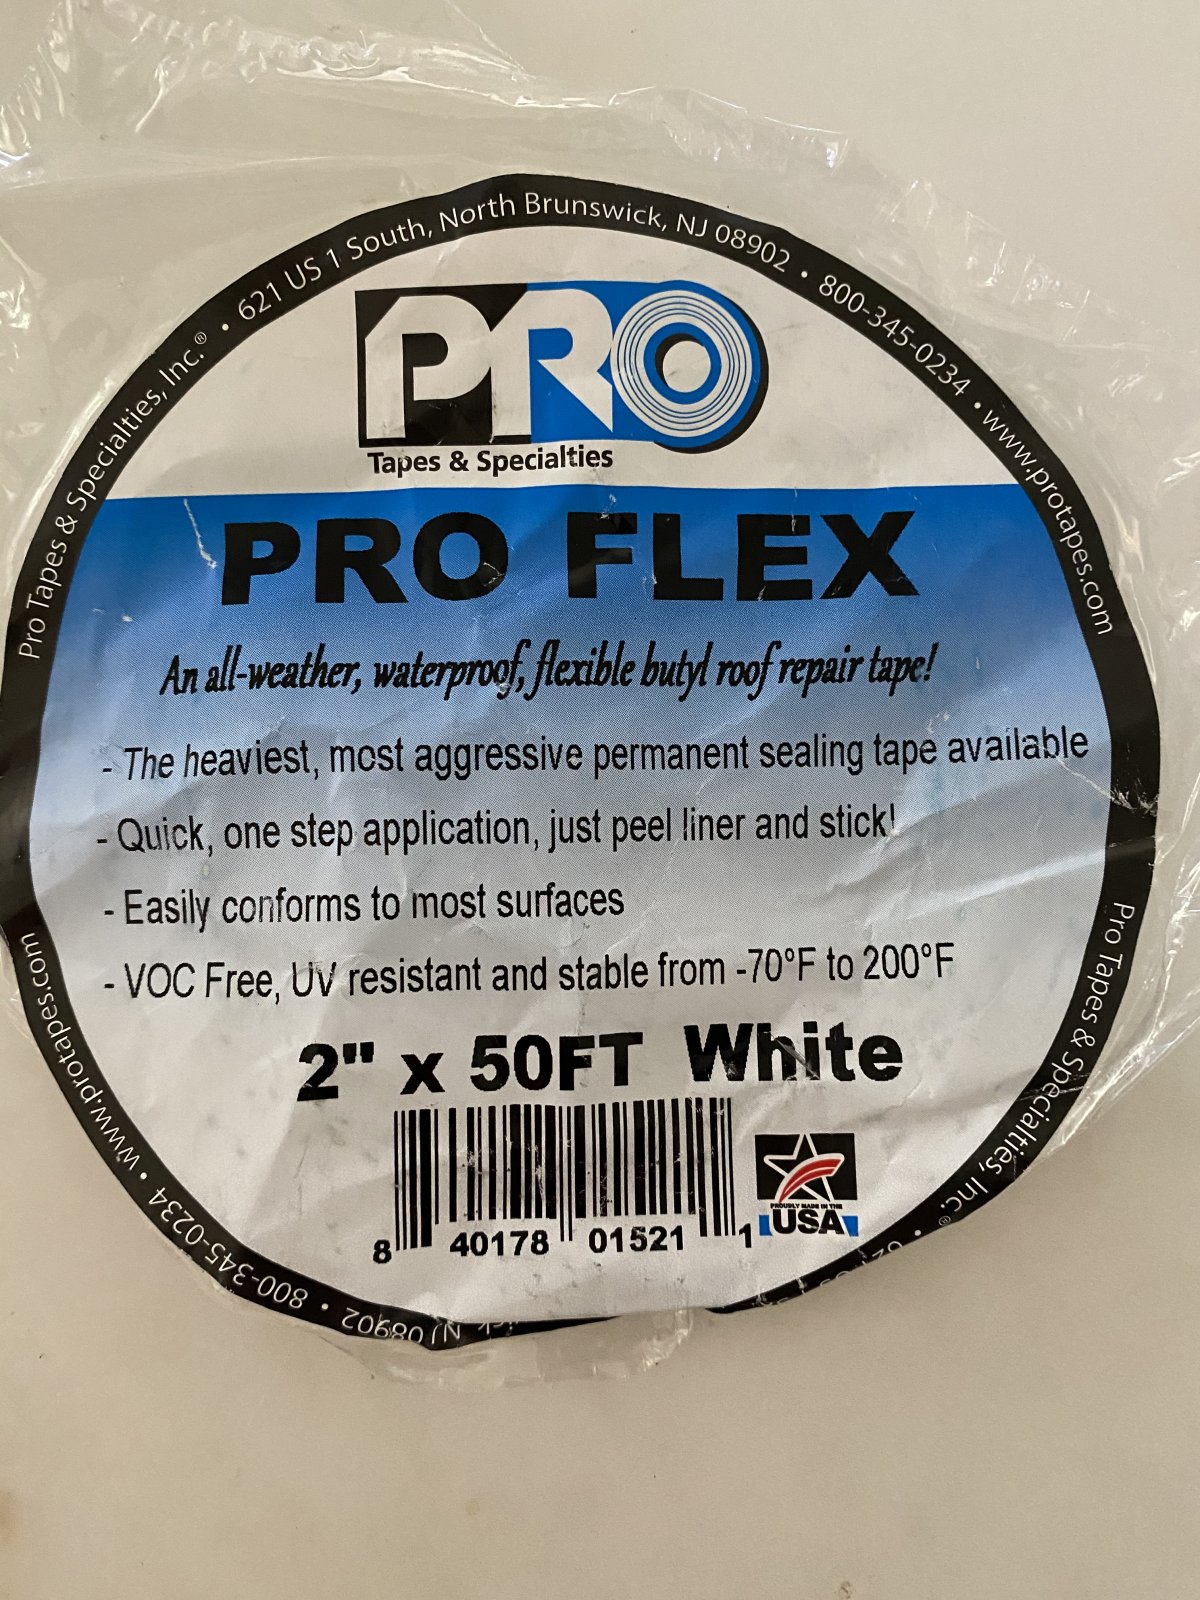 Pro Tapes & Specialties, Inc.® • 621 US 1 South, North Brunswick, NJ 08902 • 800-345-0234 • www.protapes.com
PRO
Tapes & Specialties
PRO FLEX
An all-weather, waterproof, flexible butyl roof repair tape!
- The heaviest, most aggressive permanent sealing tape available
- Quick, one step application, just peel liner and stick!
- Easily conforms to most surfaces
- VOC Free, UV resistant and stable from -70°F to 200°F
2" x 50FT White
8 40178 01521 1
PROUDLY MADE IN THE
USA
Pro Tapes & Specialties, Inc.® •
NJ 08902 • 800-345-0234 • www.protapes.com